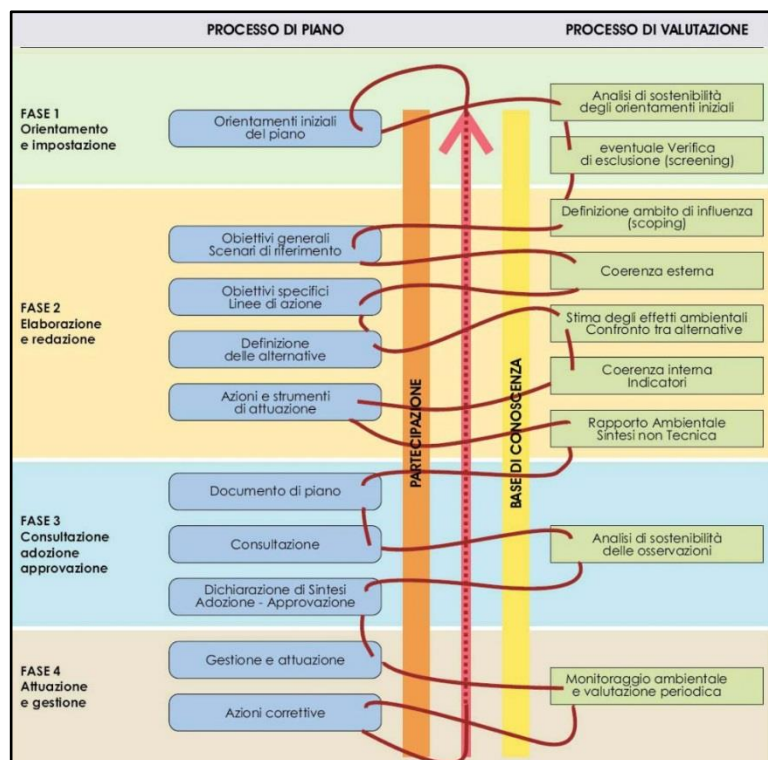 PROCESSO DI PIANO
PROCESSO DI VALUTAZIONE
FASE 1
Orientamento
e impostazione
Orientamenti iniziali
del piano
Analisi di sostenibilità
degli orientamenti iniziali
eventuale Verifica
di esclusione (screening)
FASE 2
Elaborazione
e redazione
Obiettivi generali
Scenari di riferimento
Obiettivi specifici
Linee di azione
Definizione
delle alternative
Azioni e strumenti
di attuazione
Definizione ambito di influenza
(scoping)
Coerenza esterna
Stima degli effetti ambientali
Confronto tra alternative
Coerenza interna
Indicatori
Rapporto Ambientale
Sintesi non Tecnica
PARTECIPAZIONE
BASE DI CONOSCENZA
FASE 3
Consultazione
adozione
approvazione
Documento di piano
Consultazione
Dichiarazione di Sintesi
Adozione - Approvazione
Analisi di sostenibilità
delle osservazioni
FASE 4
Attuazione
e gestione
Gestione e attuazione
Azioni correttive
Monitoraggio ambientale
e valutazione periodica